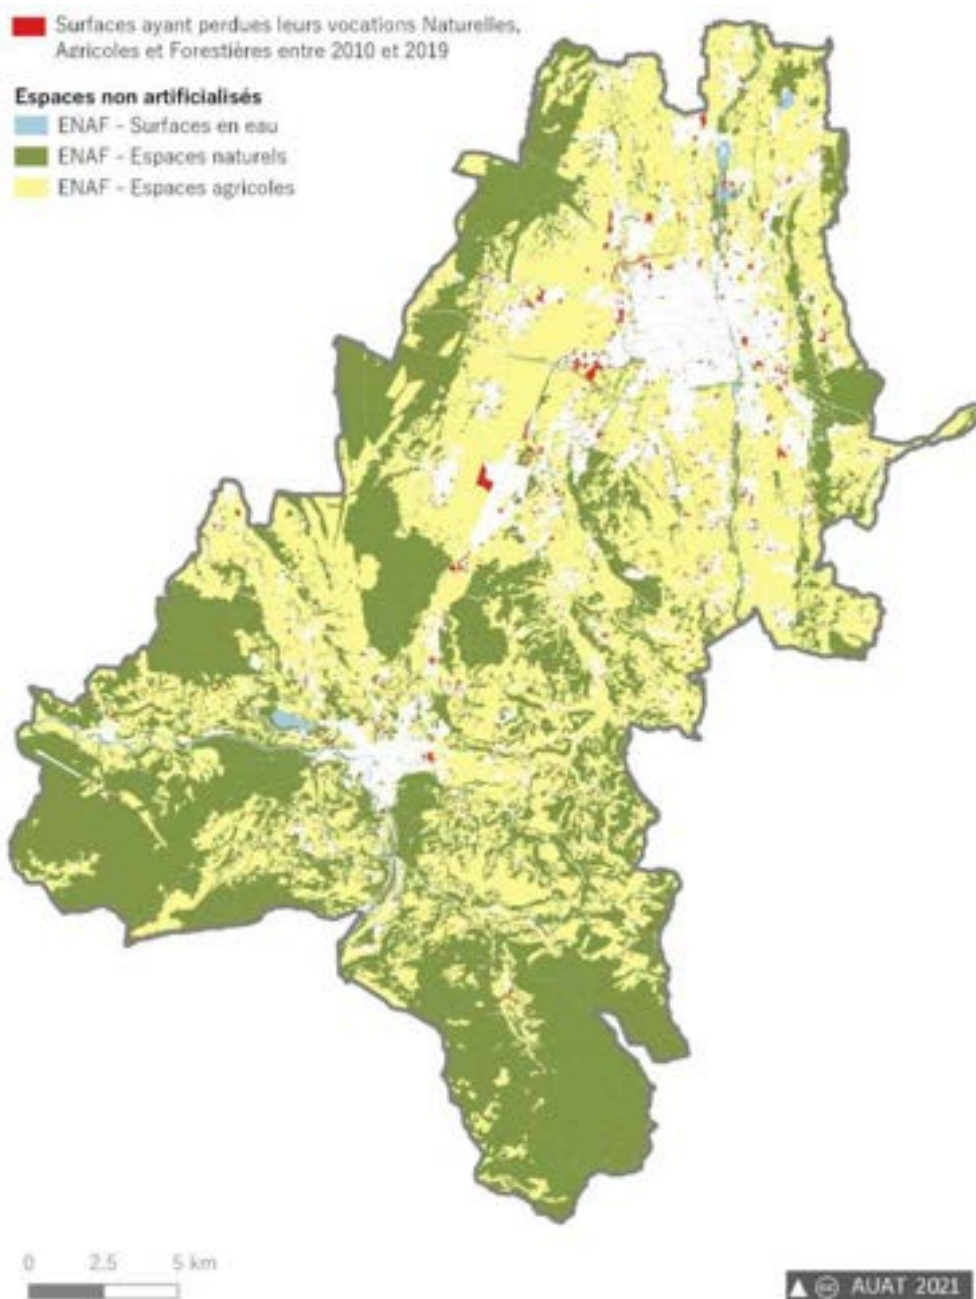 Surfaces ayant perdues leurs vocations Naturelles,
Agricoles et Forestières entre 2010 et 2019
Espaces non artificialisés
ENAF - Surfaces en eau
ENAF - Espaces naturels
ENAF - Espaces agricoles
0 2.5 5 km
cc AUAT 2021